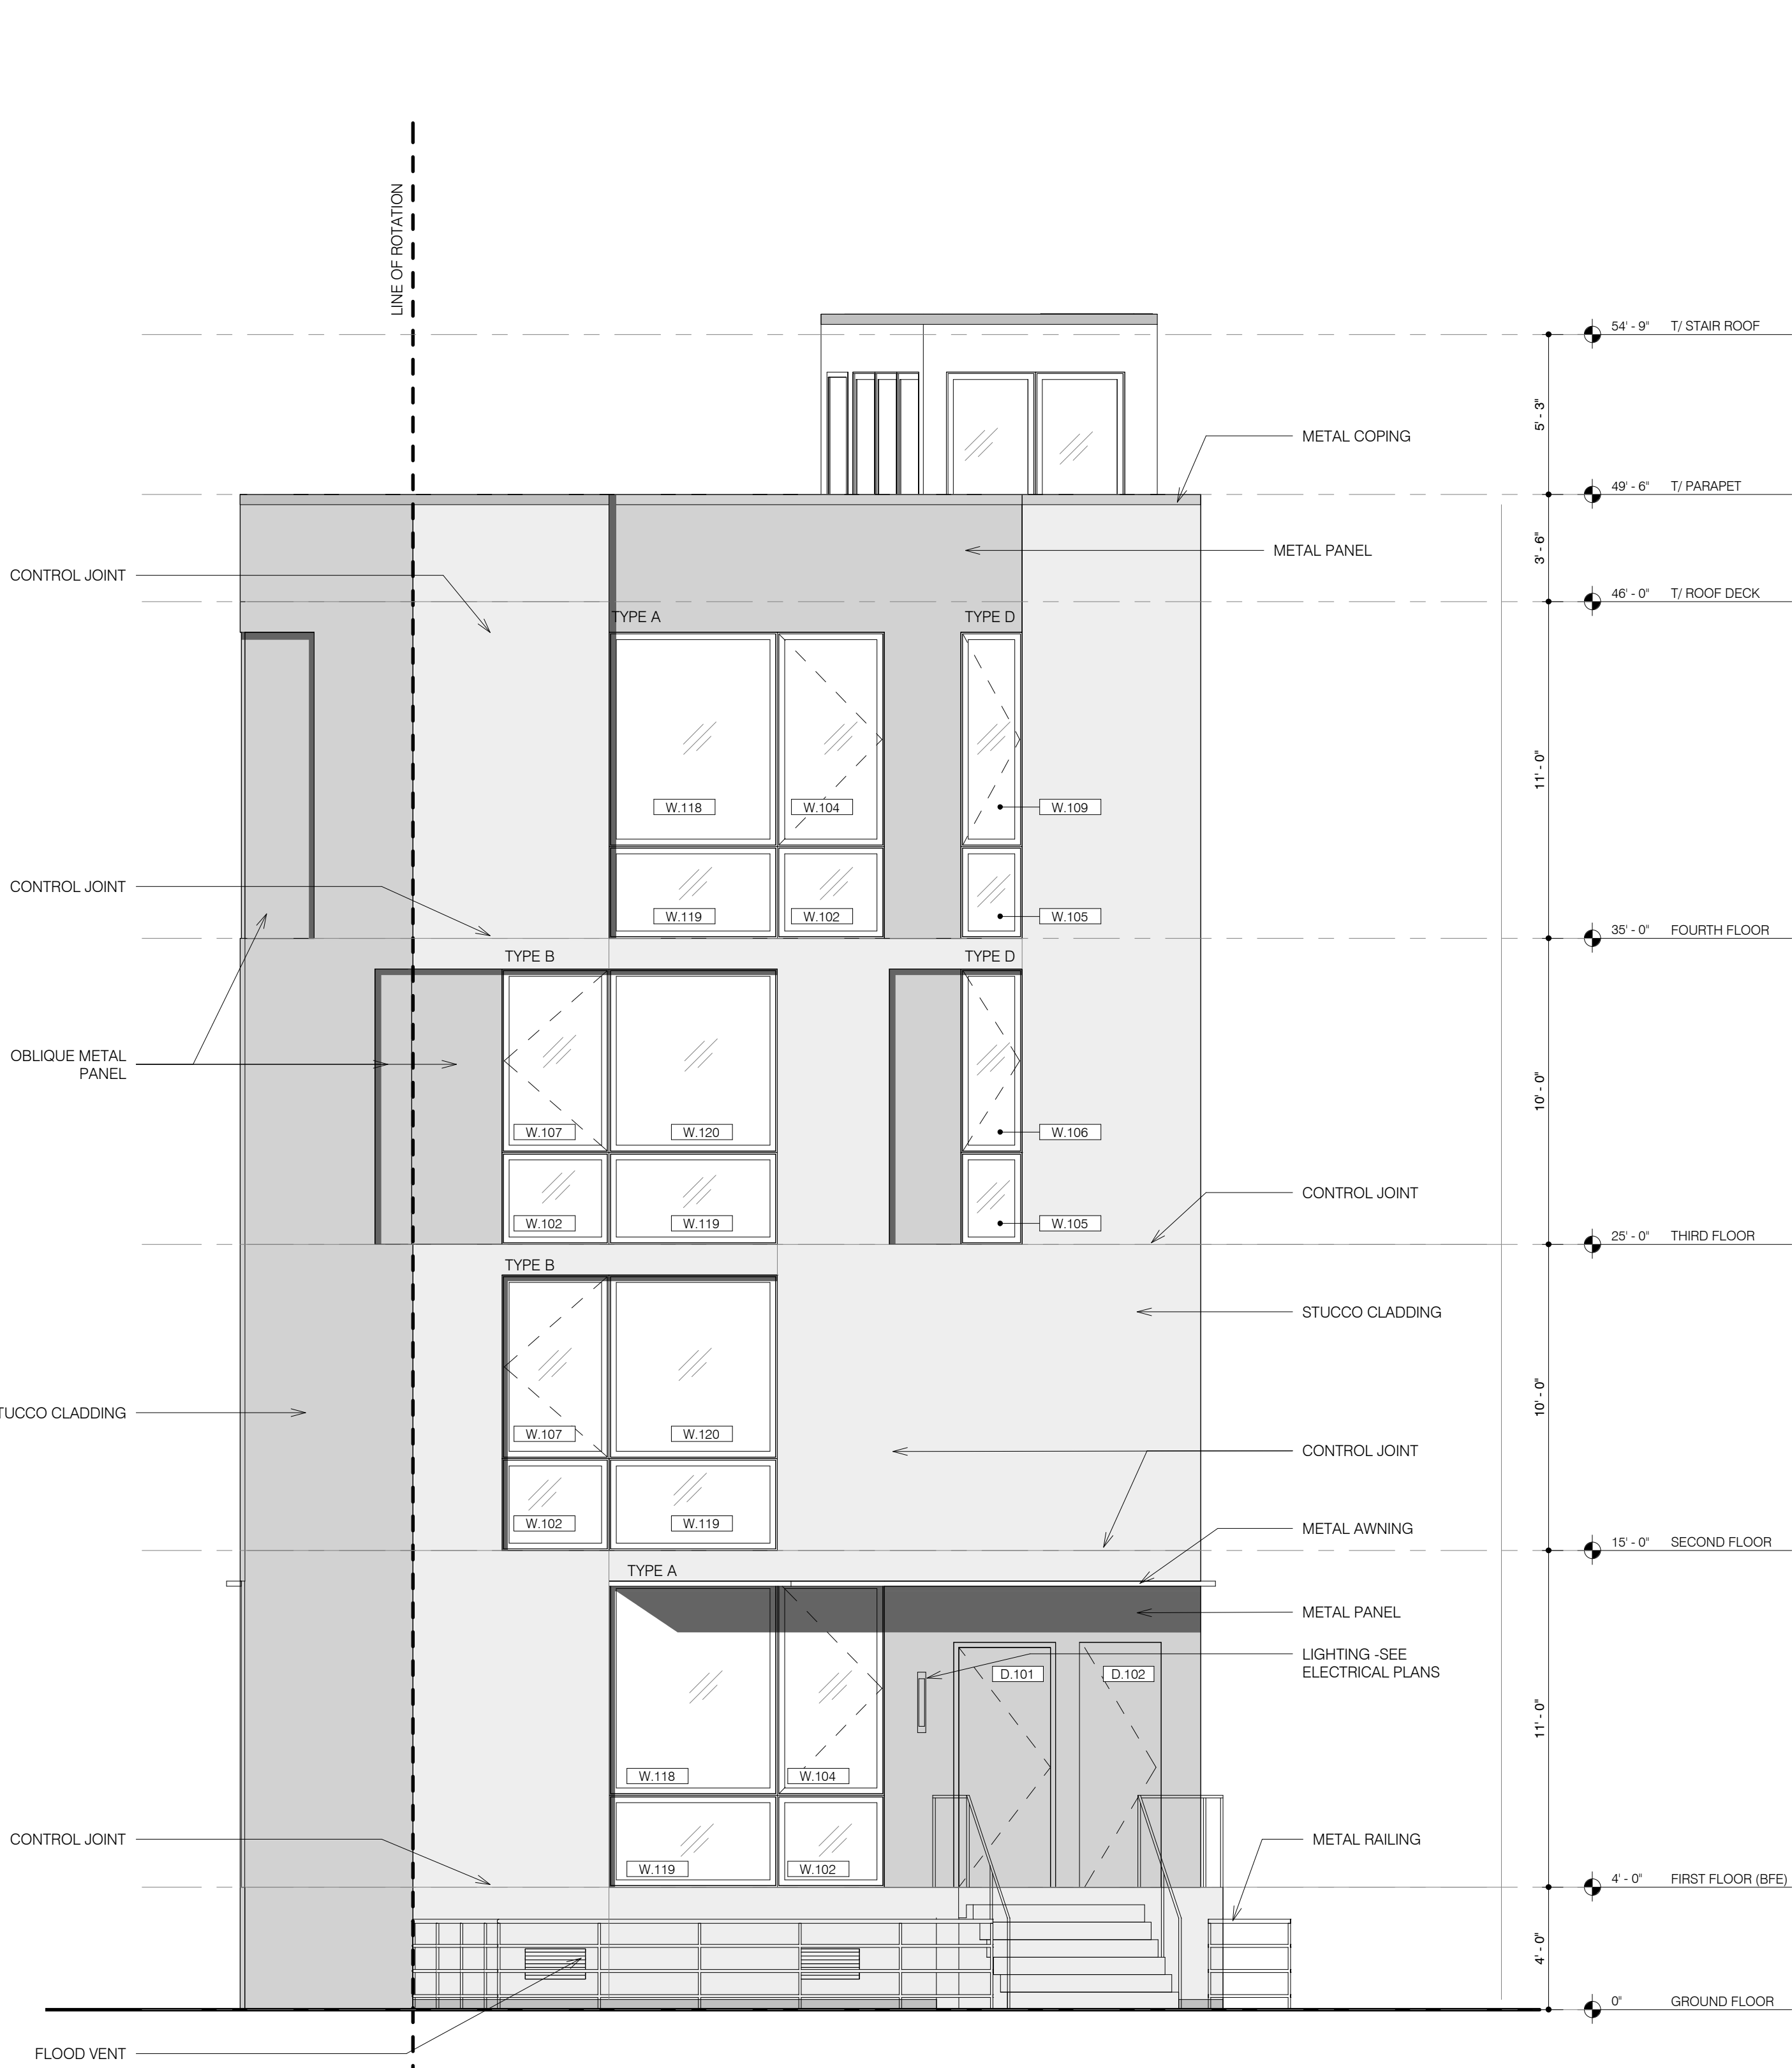 LINE OF ROTATION
54' - 9" T/ STAIR ROOF
5' - 3"
METAL COPING
49' - 6" T/ PARAPET
3' - 6"
METAL PANEL
CONTROL JOINT
46' - 0" T/ ROOF DECK
TYPE A TYPE D
11' - 0"
W.118 W.104 W.109
CONTROL JOINT
W.119 W.102 W.105
35' - 0" FOURTH FLOOR
TYPE B TYPE D
OBLIQUE METAL
PANEL
10' - 0"
W.107 W.120 W.106
CONTROL JOINT
W.102 W.119 W.105
25' - 0" THIRD FLOOR
TYPE B
STUCCO CLADDING
10' - 0"
TUCCO CLADDING
W.107 W.120
CONTROL JOINT
W.102 W.119
METAL AWNING
15' - 0" SECOND FLOOR
TYPE A
METAL PANEL
LIGHTING -SEE
ELECTRICAL PLANS
D.101 D.102
11' - 0"
W.118 W.104
CONTROL JOINT
METAL RAILING
W.119 W.102
4' - 0" FIRST FLOOR (BFE)
4' - 0"
0" GROUND FLOOR
FLOOD VENT